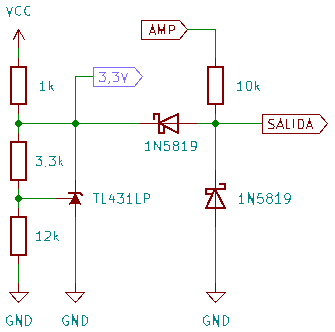 VCC
AMP
1k
3,3V
10k
SALIDA
1N5819
3,3k
TL431LP
1N5819
12k
GND
GND
GND